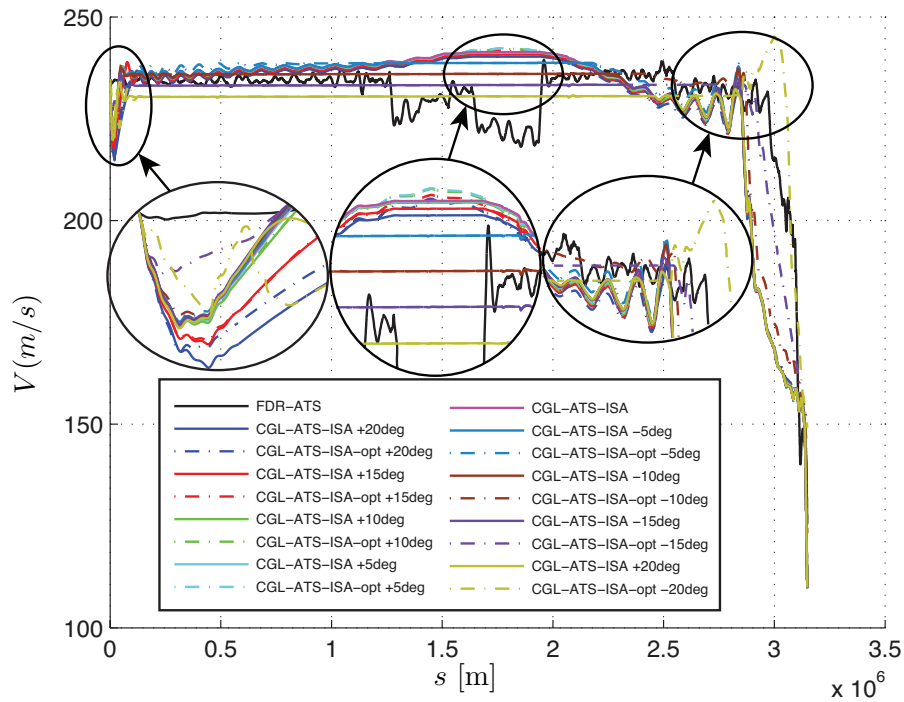 250
200
150
100
V(m/s)
FDR-ATS
CGL-ATS-ISA +20deg
CGL-ATS-ISA-opt +20deg
CGL-ATS-ISA +15deg
CGL-ATS-ISA-opt +15deg
CGL-ATS-ISA +10deg
CGL-ATS-ISA-opt +10deg
CGL-ATS-ISA +5deg
CGL-ATS-ISA-opt +5deg
CGL-ATS-ISA
CGL-ATS-ISA -5deg
CGL-ATS-ISA-opt -5deg
CGL-ATS-ISA -10deg
CGL-ATS-ISA-opt -10deg
CGL-ATS-ISA -15deg
CGL-ATS-ISA-opt -15deg
CGL-ATS-ISA +20deg
CGL-ATS-ISA-opt -20deg
0 0.5 1 1.5 2 2.5 3 3.5
s [m]
x 10^6